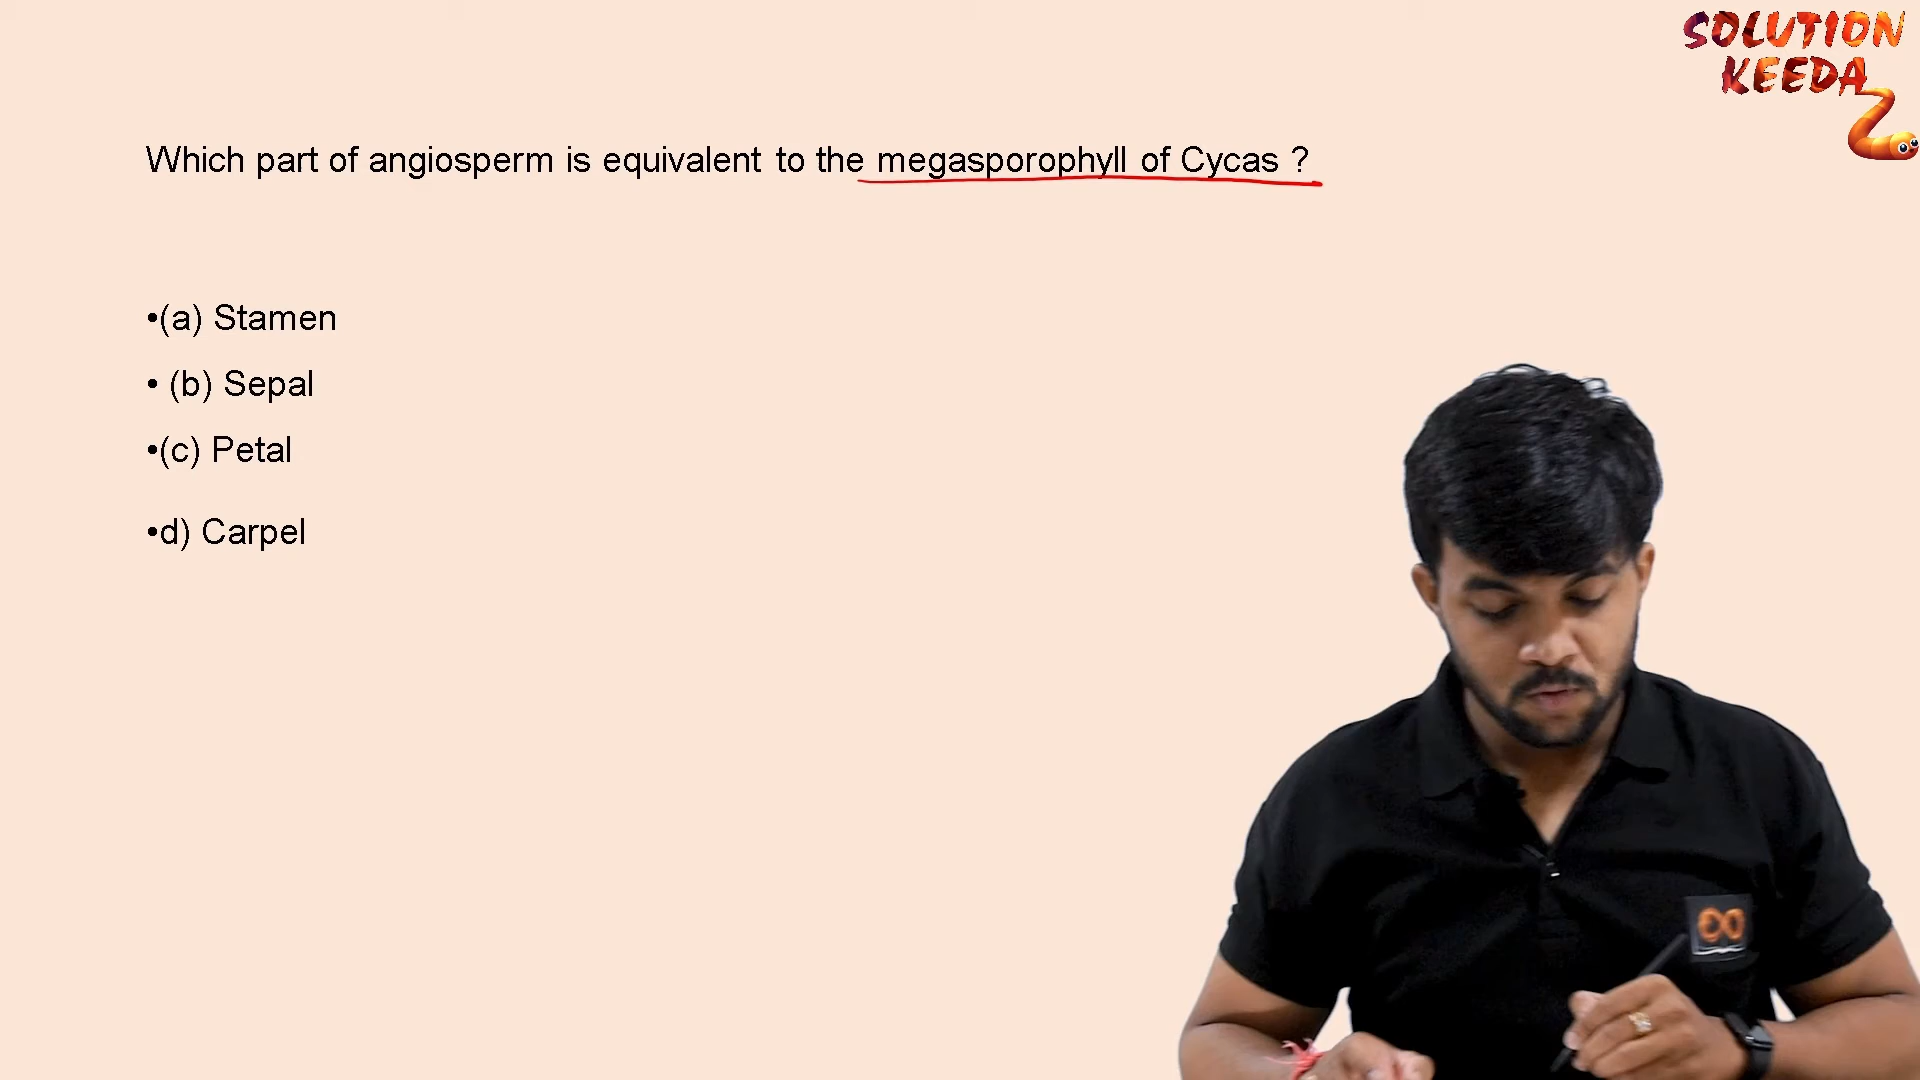 SOLUTION
KEEDA
Which part of angiosperm is equivalent to the megasporophyll of Cycas ?
•(a) Stamen
• (b) Sepal
•(c) Petal
•d) Carpel